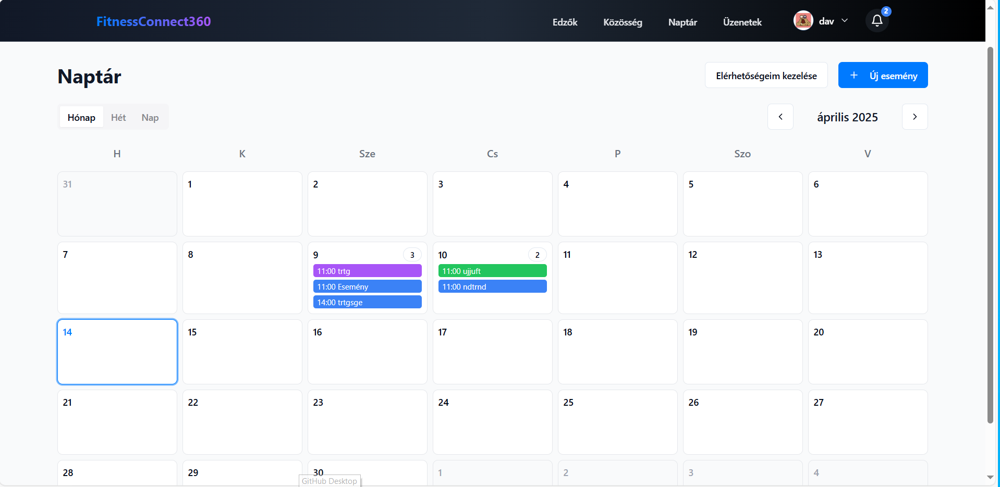 FitnessConnect360 Edzők Közösség Naptár Üzenetek dav 2
Naptár Elérhetőségeim kezelése + Új esemény
Hónap Hét Nap április 2025
H K Sze Cs P Szo V
31 1 2 3 4 5 6
7 8 9 3 10 2 11 12 13
11:00 trtg 11:00 ujjuft
11:00 Esemény 11:00 ndtrnd
14:00 trtgsge
14 15 16 17 18 19 20
21 22 23 24 25 26 27
28 29 30 1 2 3 4
GitHub Desktop